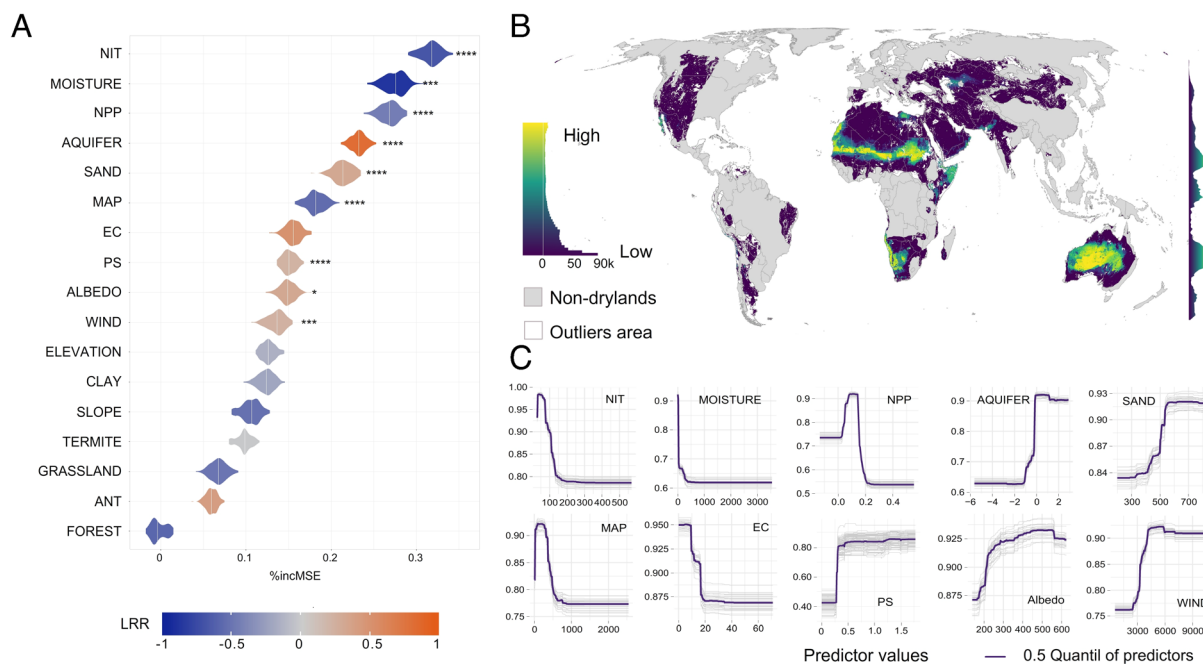 A
NIT
****
MOISTURE
***
NPP
****
AQUIFER
****
SAND
****
MAP
****
EC
PS
****
ALBEDO
*
WIND
***
ELEVATION
CLAY
SLOPE
TERMITE
GRASSLAND
ANT
FOREST
0 0.1 0.2 0.3
%incMSE
LRR
-1 -0.5 0 0.5 1
B
High
Low
0 50 90k
Non-drylands
Outliers area
C
NIT
1.00
0.95
0.90
0.85
0.80
100 200 300 400 500
MOISTURE
0.9
0.8
0.7
0.6
0 1000 2000 3000
NPP
0.9
0.8
0.7
0.6
0.5
0.0 0.2 0.4
AQUIFER
0.9
0.8
0.7
0.6
−6 −4 −2 0 2
SAND
0.93
0.90
0.87
0.84
300 500 700
MAP
0.90
0.85
0.80
0.75
0 1000 2000
EC
0.950
0.925
0.900
0.875
0 20 40 60
PS
0.80
0.60
0.40
0 0.5 1.0 1.5
Albedo
0.925
0.900
0.875
200 300 400 500 600
WIND
0.90
0.85
0.80
0.75
3000 6000 9000
Predictor values
0.5 Quantil of predictors